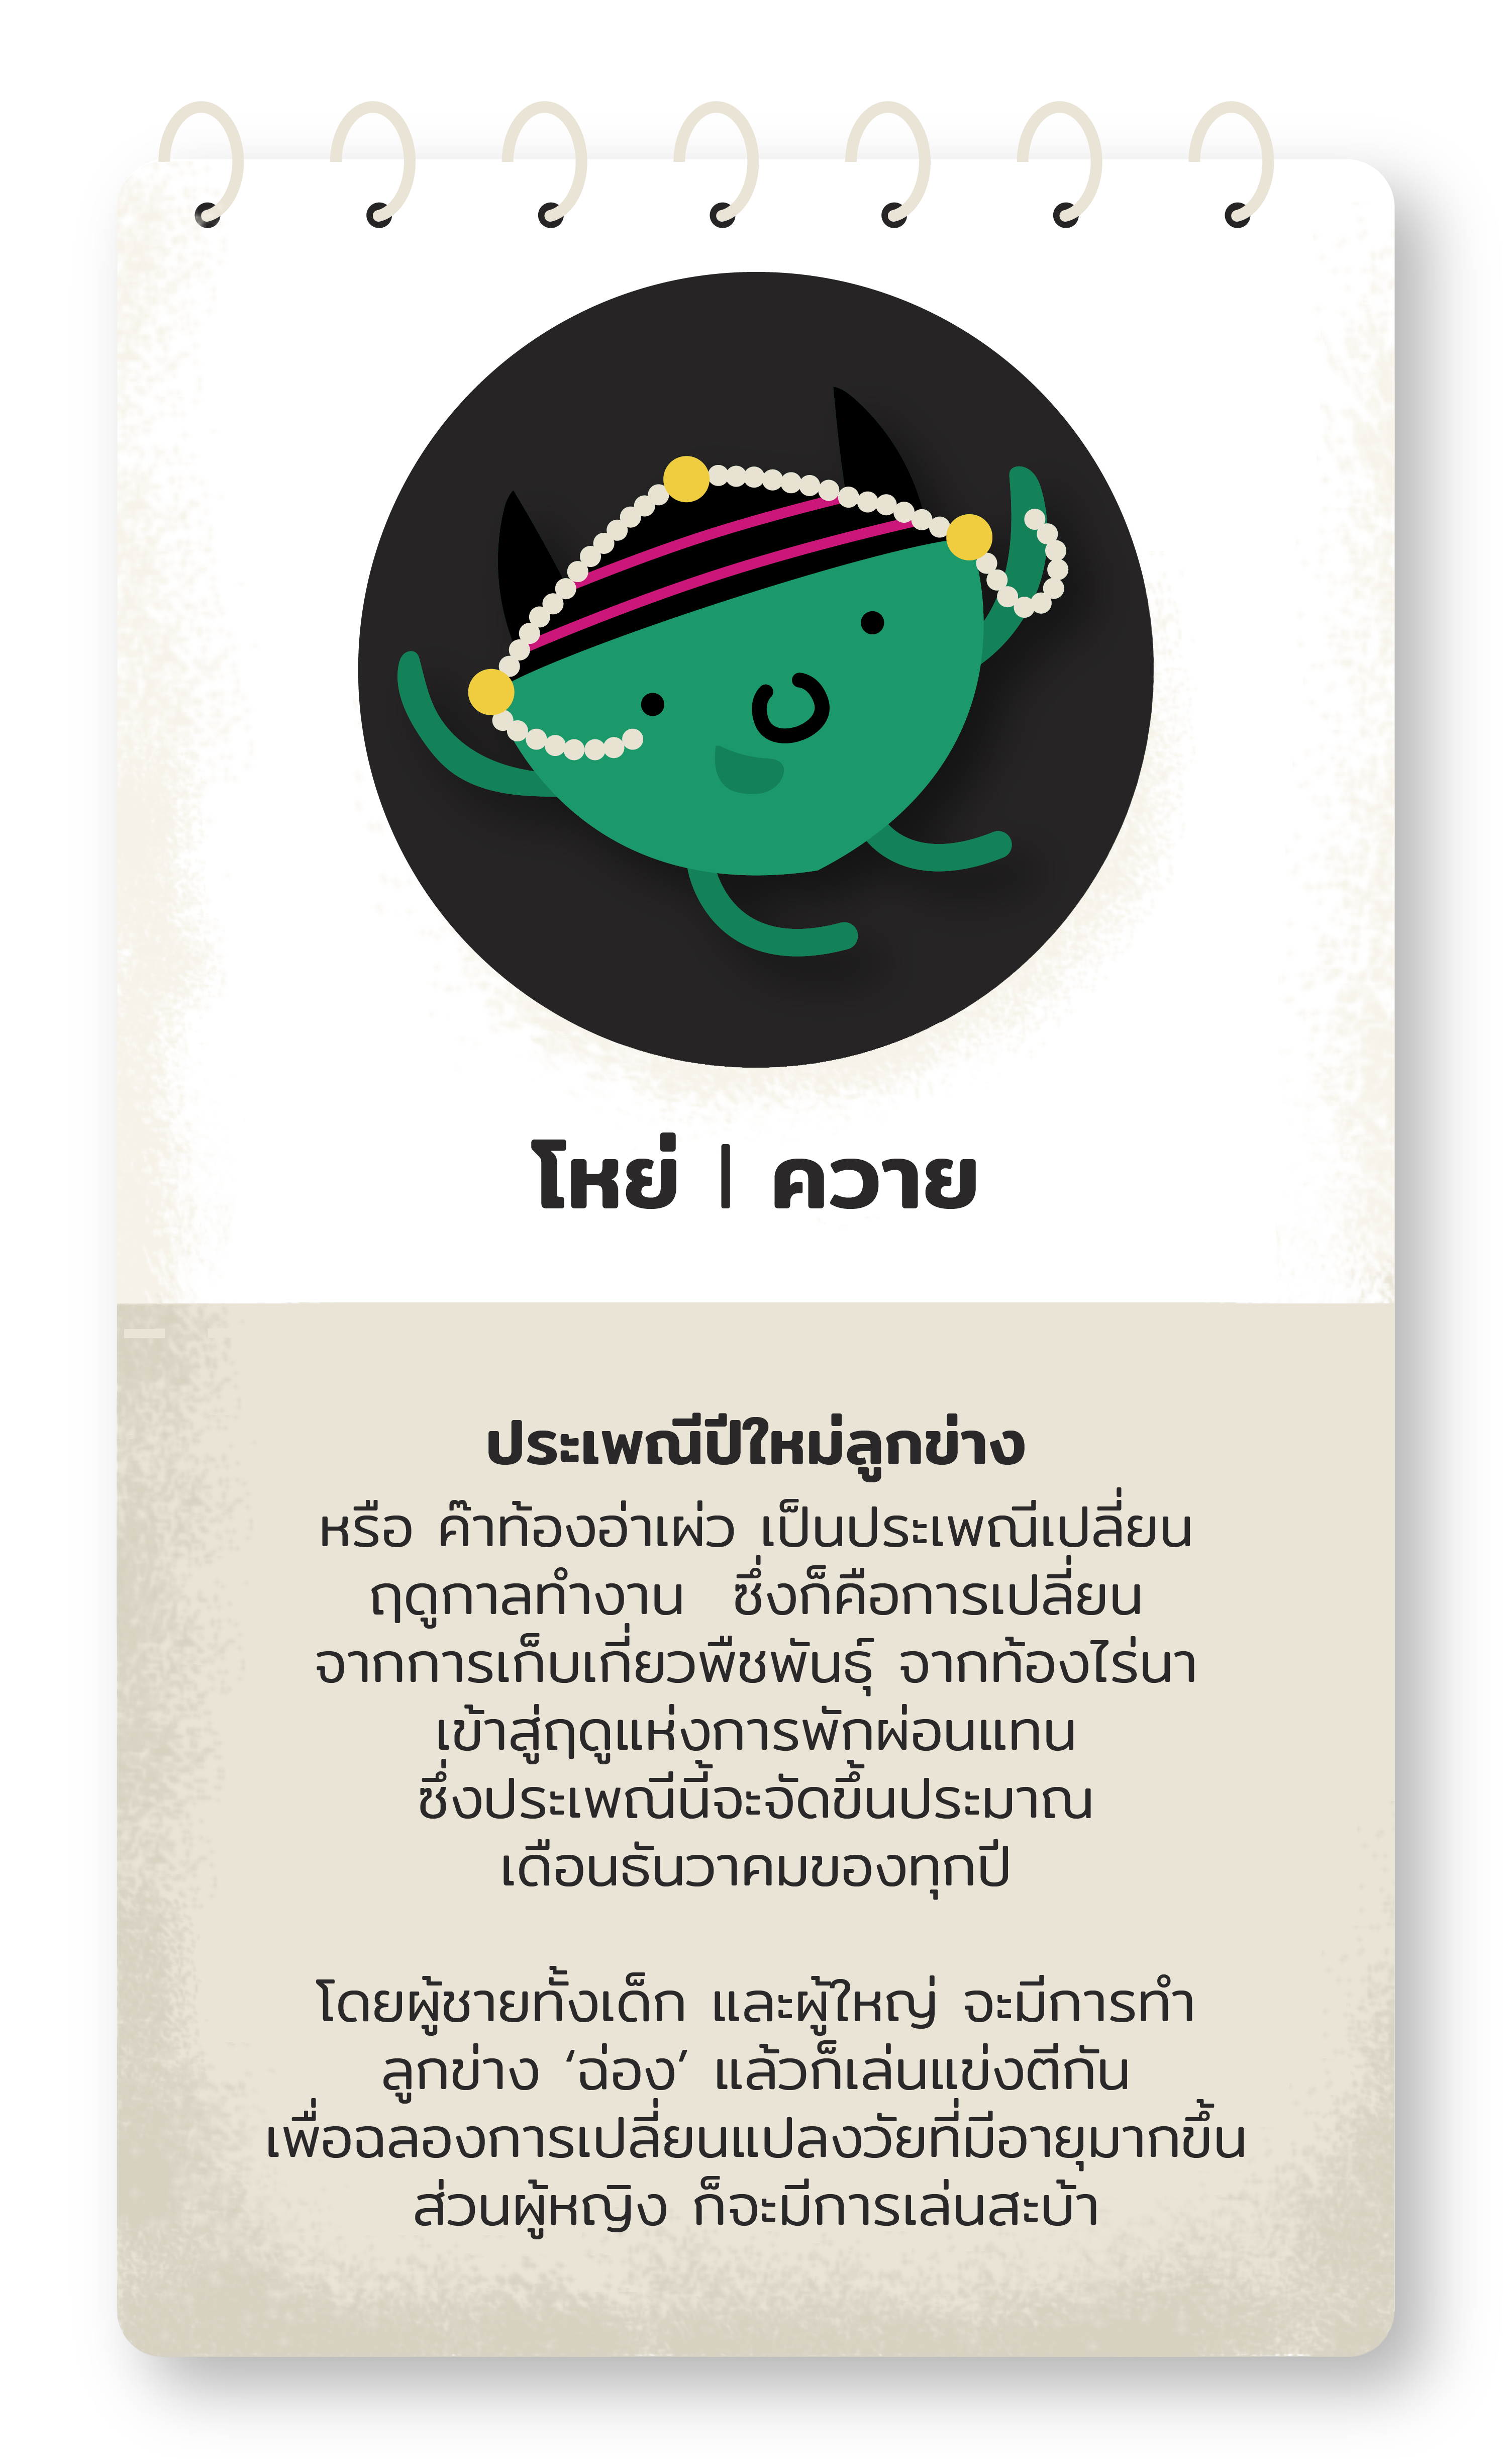 โหย่ | ควาย
ประเพณีปีใหม่ลูกข่าง
หรือ ค๊าท้องอ่าเผ่ว เป็นประเพณีเปลี่ยน
ฤดูกาลทำงาน ซึ่งก็คือการเปลี่ยน
จากการเก็บเกี่ยวพืชพันธุ์ จากท้องไร่นา
เข้าสู่ฤดูแห่งการพักผ่อนแทน
ซึ่งประเพณีนี้จะจัดขึ้นประมาณ
เดือนธันวาคมของทุกปี
โดยผู้ชายทั้งเด็ก และผู้ใหญ่ จะมีการทำ
ลูกข่าง ‘ฉ่อง’ แล้วก็เล่นแข่งตีกัน
เพื่อฉลองการเปลี่ยนแปลงวัยที่มีอายุมากขึ้น
ส่วนผู้หญิง ก็จะมีการเล่นสะบ้า